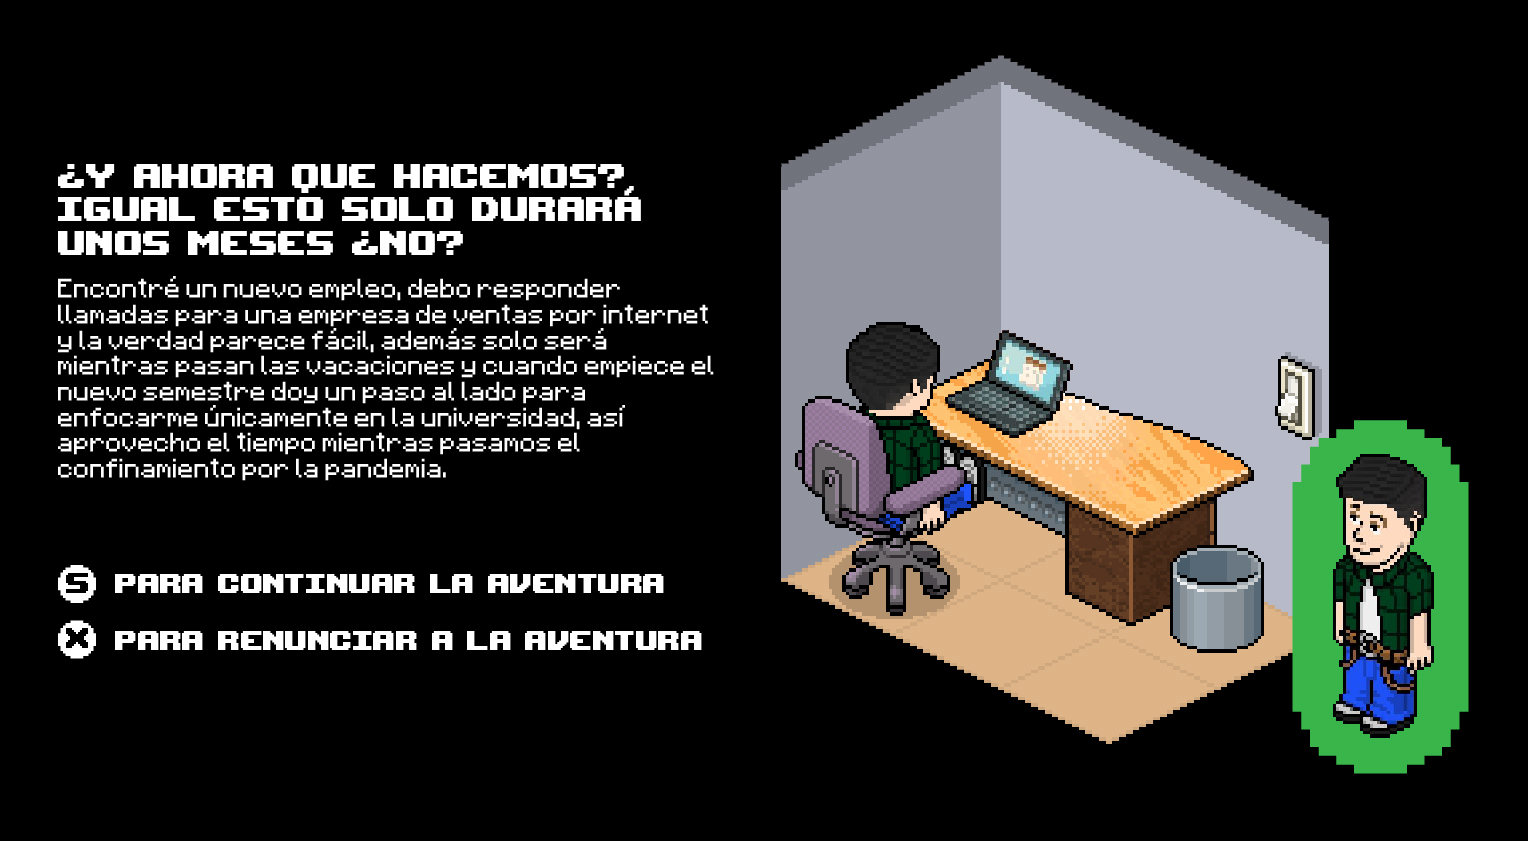 ¿Y AHORA QUE HACEMOS?,
IGUAL ESTO SOLO DURARÁ
UNOS MESES ¿NO?
Encontré un nuevo empleo, debo responder
llamadas para una empresa de ventas por internet
y la verdad parece fácil, además solo será
mientras pasan las vacaciones y cuando empiece el
nuevo semestre doy un paso al lado para
enfocarme únicamente en la universidad, así
aprovecho el tiempo mientras pasamos el
confinamiento por la pandemia.
S PARA CONTINUAR LA AVENTURA
X PARA RENUNCIAR A LA AVENTURA